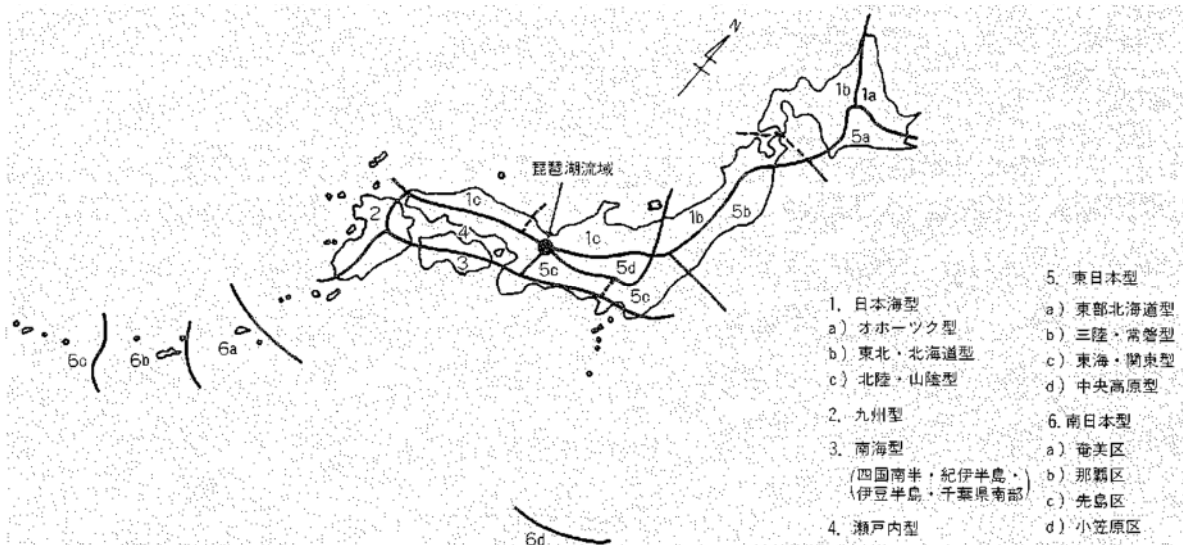 N
1b
1a
5a
琵琶湖流域
1c
2
4
3
1c
1b
5b
5c
5d
5c
6c
6b
6a
6d
1. 日本海型
a）オホーツク型
b）東北・北海道型
c）北陸・山陰型
2. 九州型
3. 南海型
(四国南半・紀伊半島・
伊豆半島・千葉県南部)
4. 瀬戸内型
5. 東日本型
a）東部北海道型
b）三陸・常磐型
c）東海・関東型
d）中央高原型
6. 南日本型
a）奄美区
b）那覇区
c）先島区
d）小笠原区